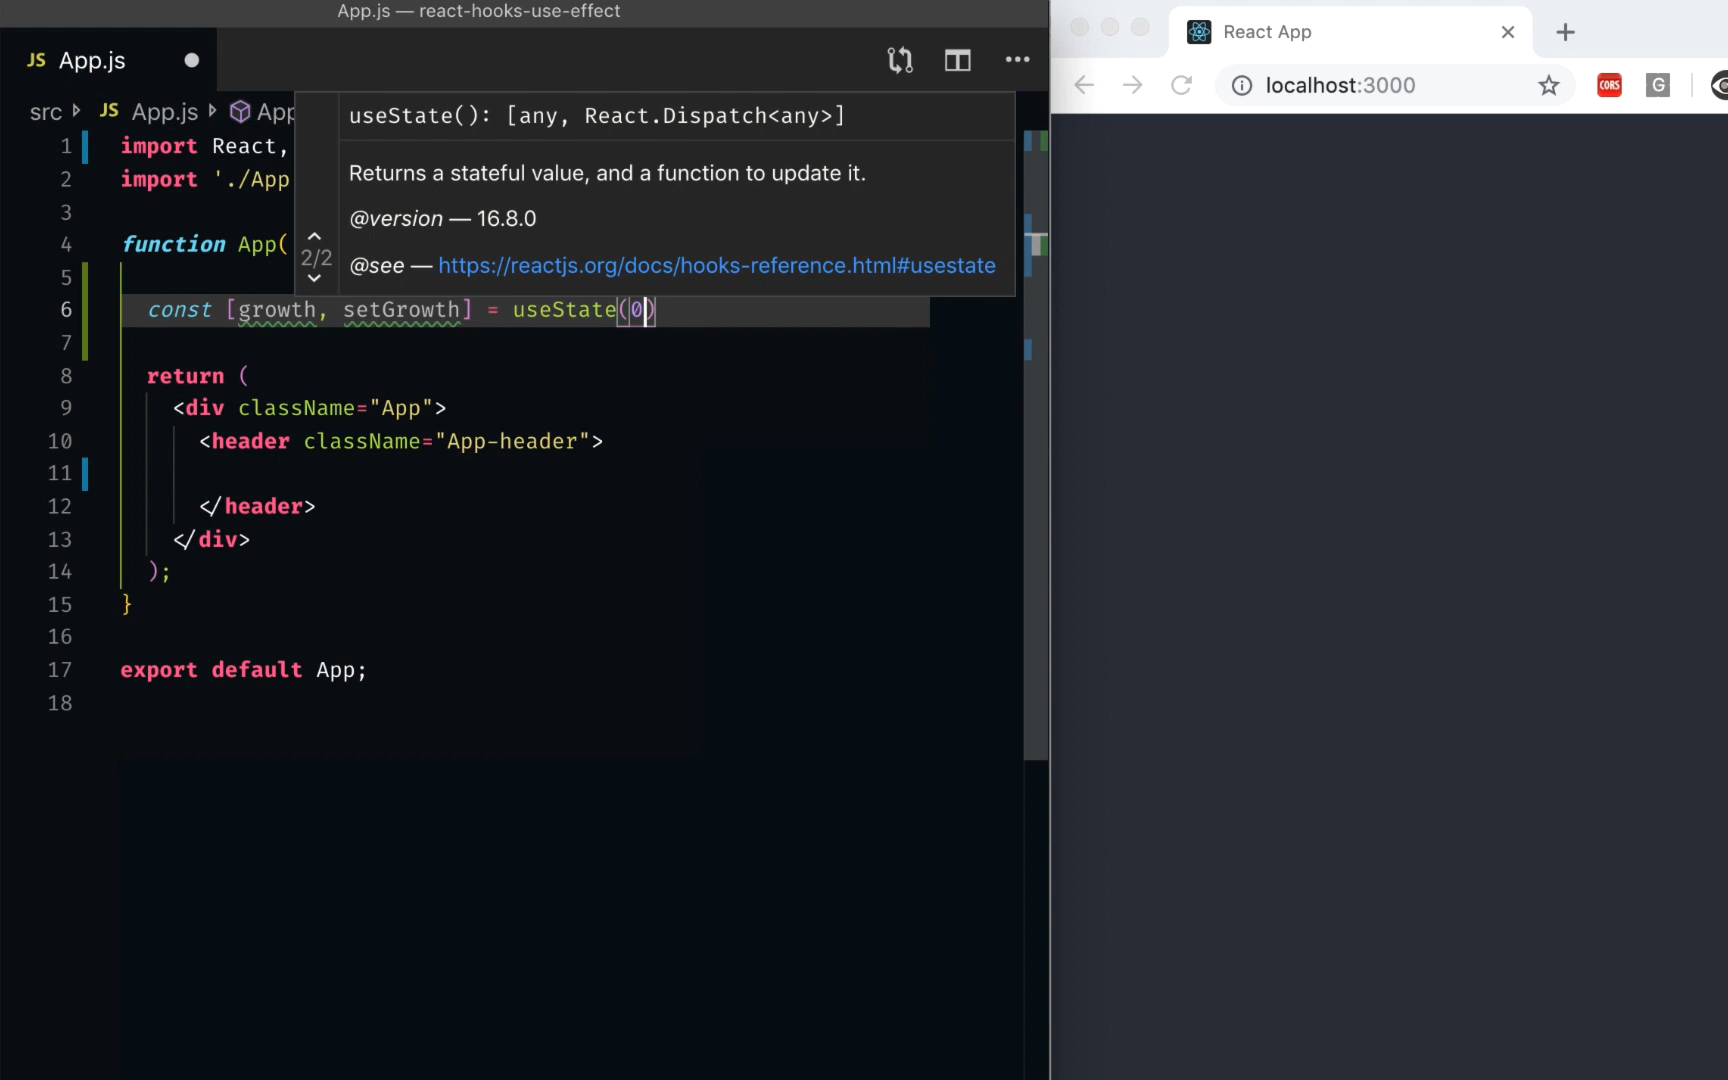 App.js — react-hooks-use-effect
JS App.js
src JS App.js App
1 import React,
2 import './App
3
4 function App(
5
6 const [growth, setGrowth] = useState(0)
7
8 return (
9 <div className="App">
10 <header className="App-header">
11
12 </header>
13 </div>
14 );
15 }
16
17 export default App;
18
useState(): [any, React.Dispatch<any>]
Returns a stateful value, and a function to update it.
@version — 16.8.0
2/2
@see — https://reactjs.org/docs/hooks-reference.html#usestate
React App
localhost:3000
CORS G